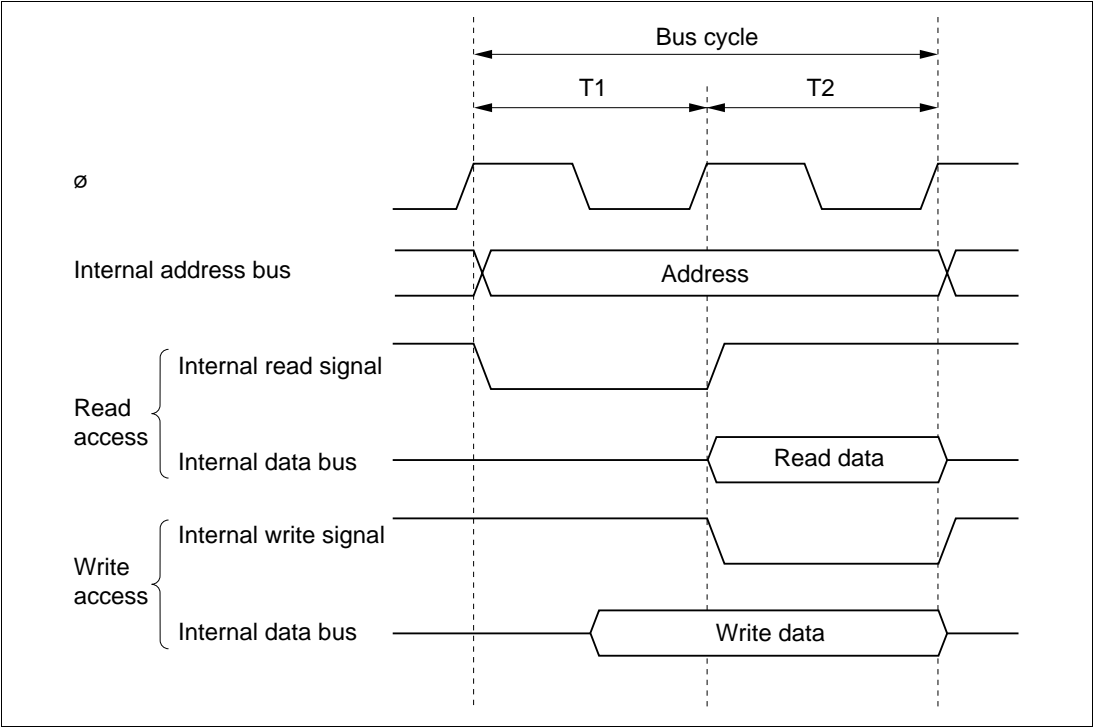 Bus cycle
T1
T2
ø
Internal address bus
Address
Internal read signal
Read
access
Internal data bus
Read data
Internal write signal
Write
access
Internal data bus
Write data